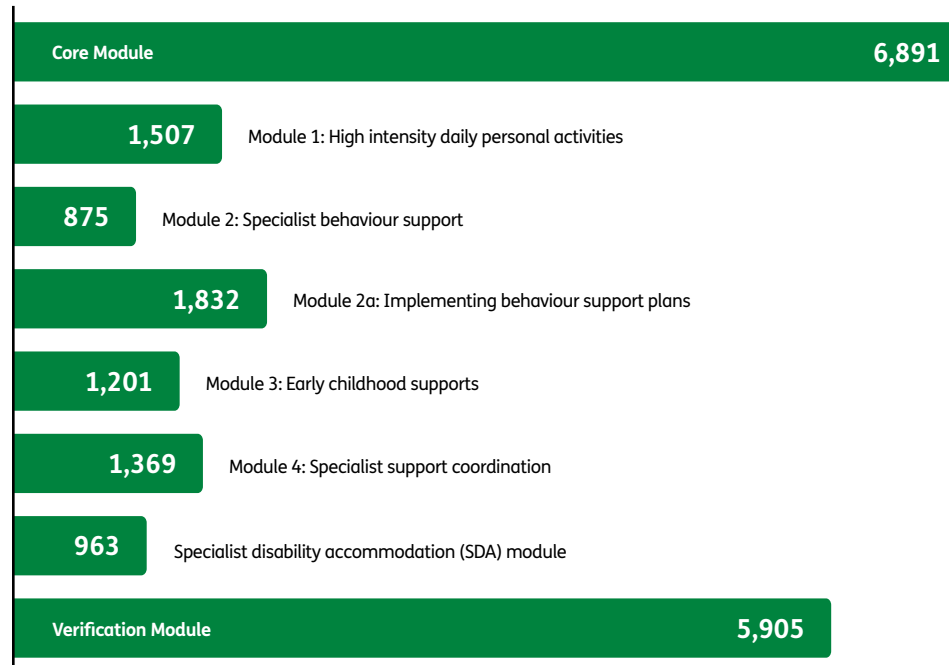 Core Module 6,891
1,507 Module 1: High intensity daily personal activities
875 Module 2: Specialist behaviour support
1,832 Module 2a: Implementing behaviour support plans
1,201 Module 3: Early childhood supports
1,369 Module 4: Specialist support coordination
963 Specialist disability accommodation (SDA) module
Verification Module 5,905